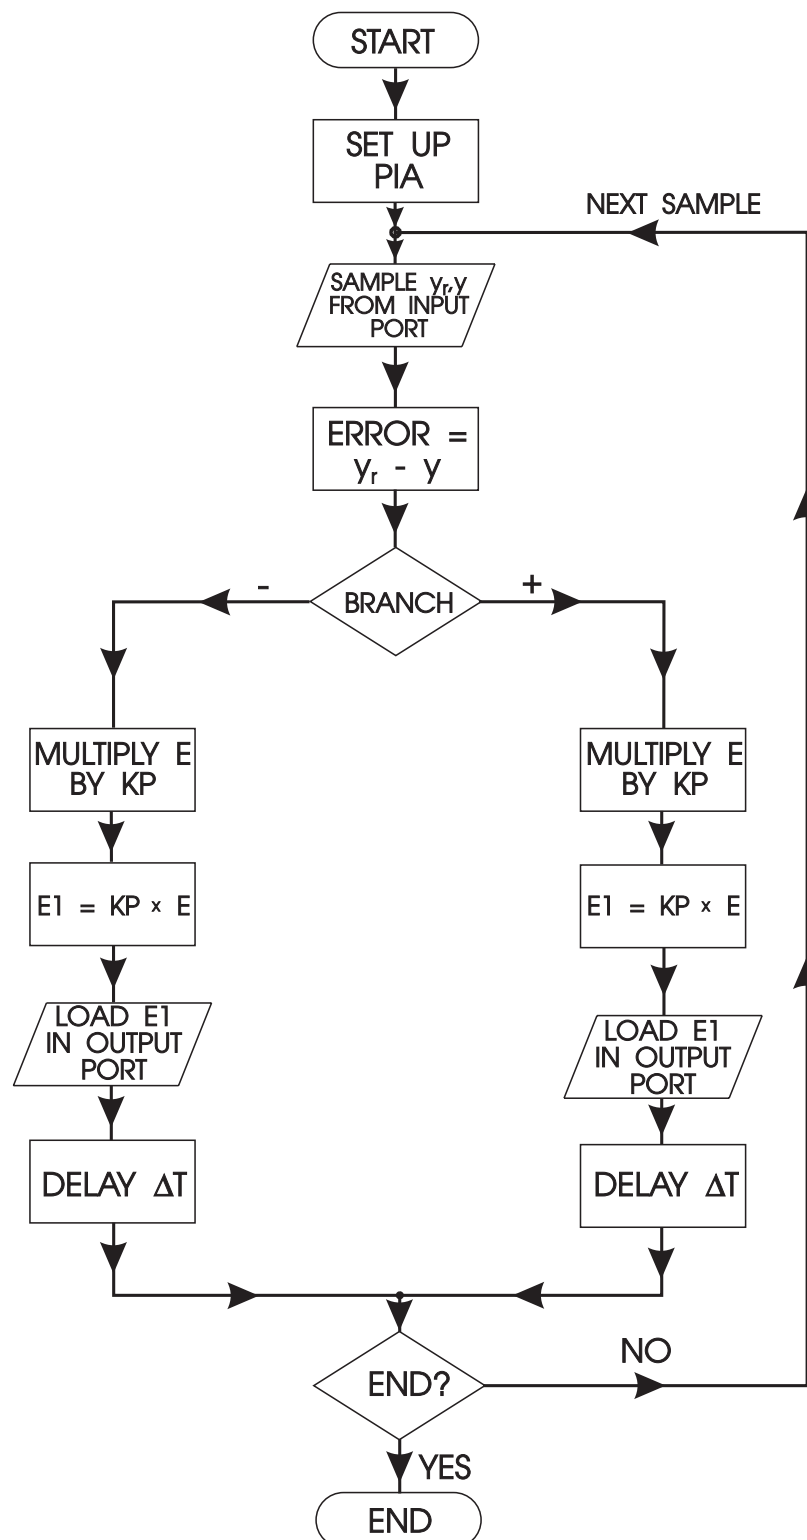 START
SET UP
PIA
NEXT SAMPLE
SAMPLE yr,y
FROM INPUT
PORT
ERROR =
yr - y
-
BRANCH
+
MULTIPLY E
BY KP
E1 = KP x E
LOAD E1
IN OUTPUT
PORT
DELAY ΔT
MULTIPLY E
BY KP
E1 = KP x E
LOAD E1
IN OUTPUT
PORT
DELAY ΔT
END?
NO
YES
END